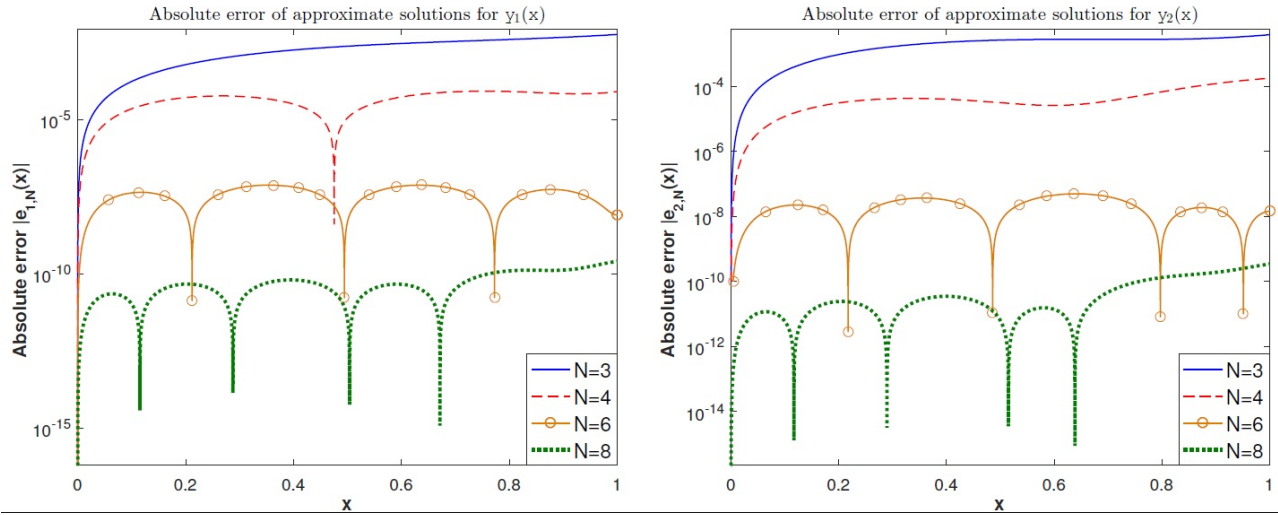 Absolute error of approximate solutions for y₁(x)
Absolute error |e₁,N(x)|
10⁻⁵
10⁻¹⁰
10⁻¹⁵
0
0.2
0.4
0.6
0.8
1
x
N=3
N=4
N=6
N=8
Absolute error of approximate solutions for y₂(x)
Absolute error |e₂,N(x)|
10⁻⁴
10⁻⁶
10⁻⁸
10⁻¹⁰
10⁻¹²
10⁻¹⁴
0
0.2
0.4
0.6
0.8
1
x
N=3
N=4
N=6
N=8